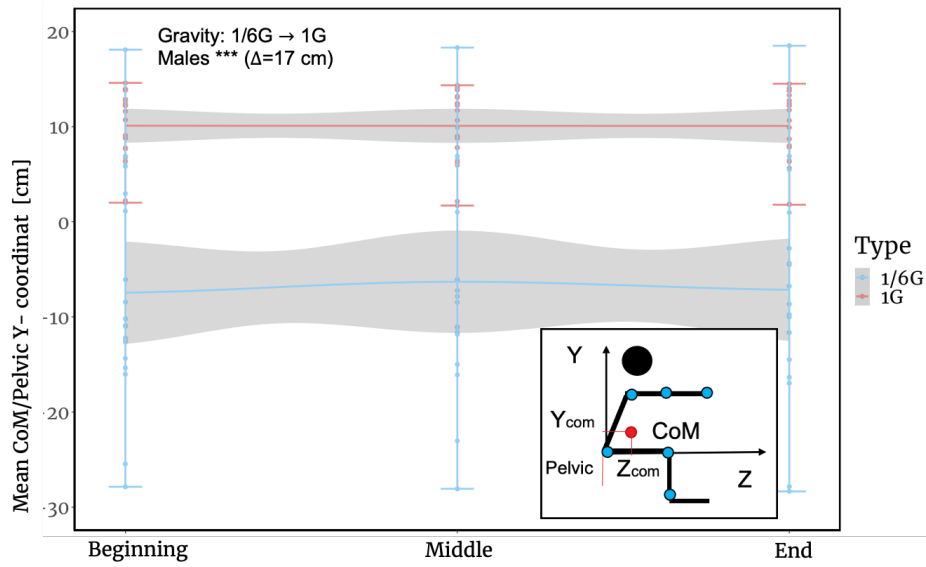 Gravity: 1/6G → 1G
Males *** (Δ=17 cm)
Mean CoM/Pelvic Y- coordinat [cm]
20
10
0
-10
-20
-30
Beginning
Middle
End
Type
1/6G
1G
Y
Ycom
CoM
Pelvic
Zcom
Z